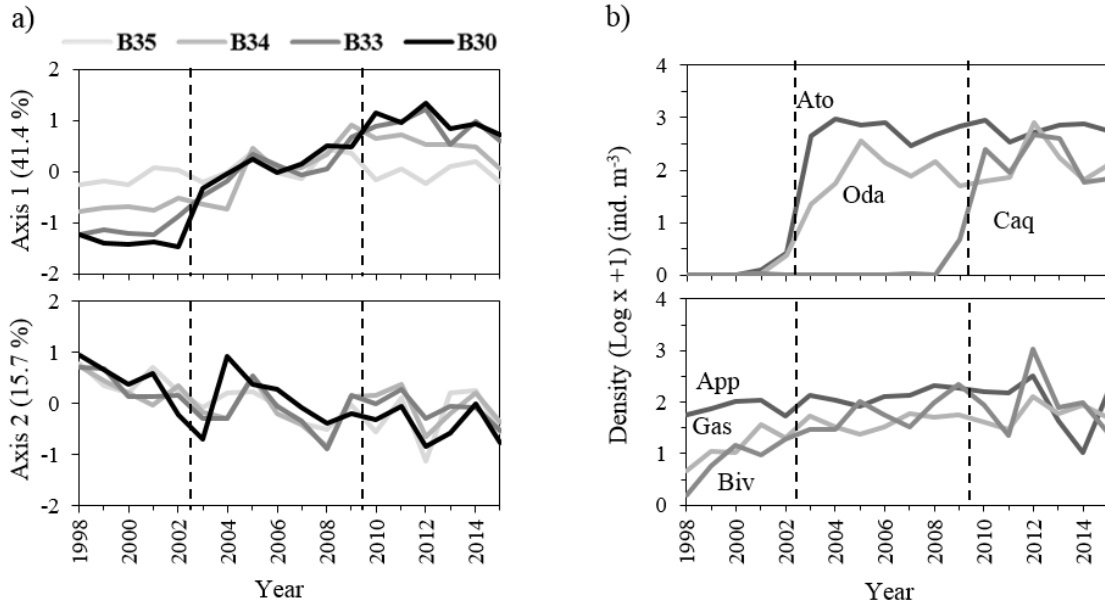 a)
B35 B34 B33 B30
Axis 1 (41.4 %)
2
1
0
-1
-2
Axis 2 (15.7 %)
2
1
0
-1
-2
1998 2000 2002 2004 2006 2008 2010 2012 2014
Year
b)
Density (Log x +1) (ind. m-3)
4
3
2
1
0
Ato
Oda
Caq
4
3
2
1
0
App
Gas
Biv
1998 2000 2002 2004 2006 2008 2010 2012 2014
Year